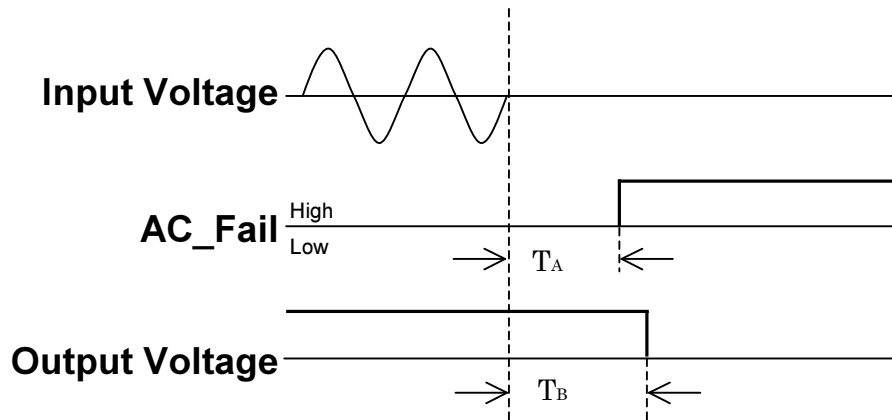 Input Voltage
AC_Fail
High
Low
TA
Output Voltage
TB